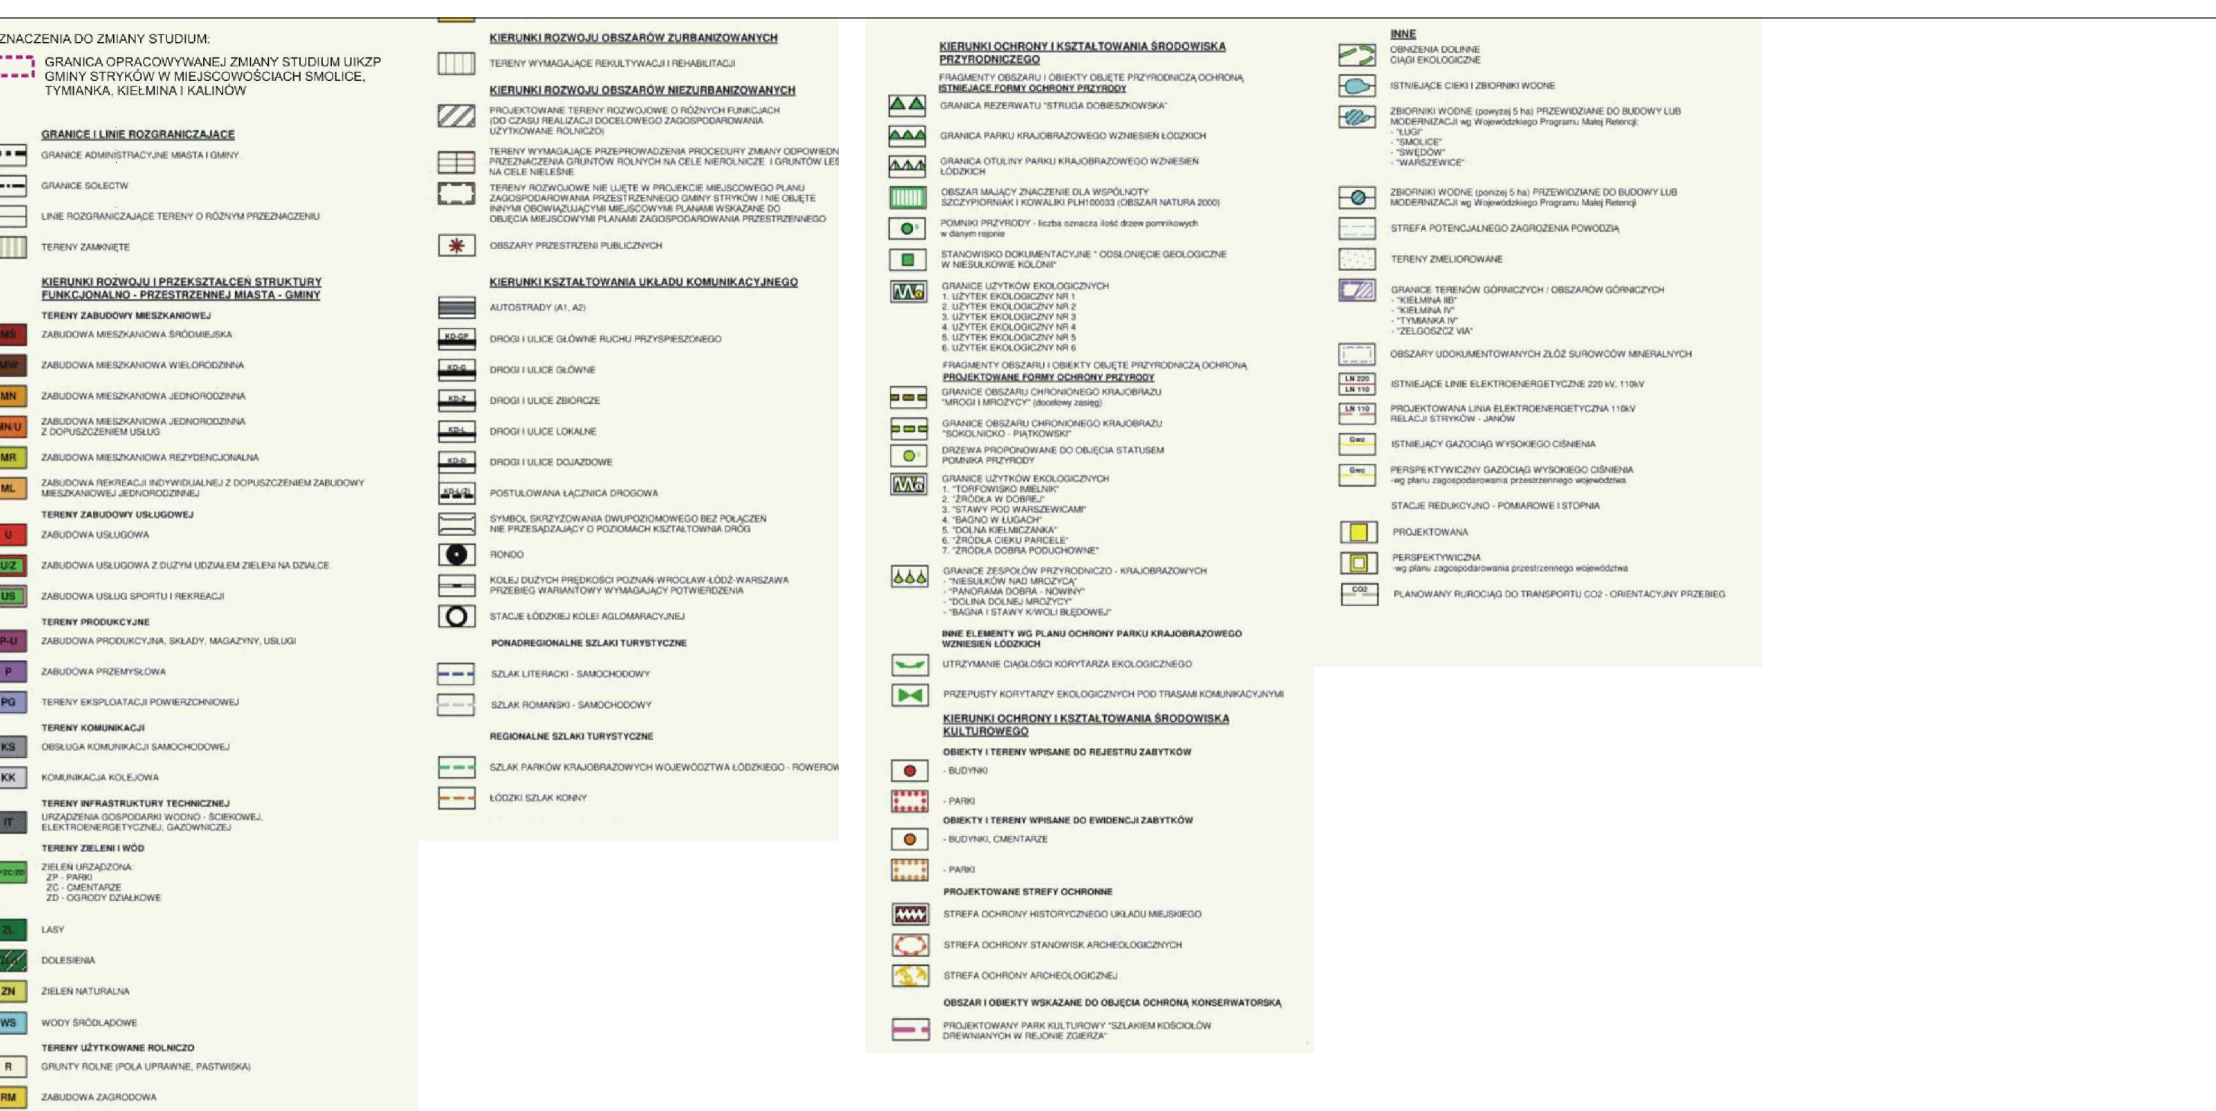 ZNACZENIA DO ZMIANY STUDIUM:
GRANICA OPRACOWYWANEJ ZMIANY STUDIUM UIKZP
GMINY STRYKÓW W MIEJSCOWOŚCIACH SMOLICE,
TYMIANKA, KIEŁMINA I KALINÓW
GRANICE I LINIE ROZGRANICZAJĄCE
GRANICE ADMINISTRACYJNE MIASTA I GMINY
GRANICE SOŁECTW
LINIE ROZGRANICZAJĄCE TERENY O RÓŻNYM PRZEZNACZENIU
TERENY ZAMKNIĘTE
KIERUNKI ROZWOJU I PRZEKSZTAŁCEŃ STRUKTURY
FUNKCJONALNO - PRZESTRZENNEJ MIASTA - GMINY
TERENY ZABUDOWY MIESZKANIOWEJ
MŚ ZABUDOWA MIESZKANIOWA ŚRÓDMIEJSKA
MW ZABUDOWA MIESZKANIOWA WIELORODZINNA
MN ZABUDOWA MIESZKANIOWA JEDNORODZINNA
MN/U ZABUDOWA MIESZKANIOWA JEDNORODZINNA
Z DOPUSZCZENIEM USŁUG
MR ZABUDOWA MIESZKANIOWA REZYDENCJONALNA
ML ZABUDOWA REKREACJI INDYWIDUALNEJ Z DOPUSZCZENIEM ZABUDOWY
MIESZKANIOWEJ JEDNORODZINNEJ
TERENY ZABUDOWY USŁUGOWEJ
U ZABUDOWA USŁUGOWA
U/Z ZABUDOWA USŁUGOWA Z DUŻYM UDZIAŁEM ZIELENI NA DZIAŁCE
US ZABUDOWA USŁUG SPORTU I REKREACJI
TERENY PRODUKCYJNE
P-U ZABUDOWA PRODUKCYJNA, SKŁADY, MAGAZYNY, USŁUGI
P ZABUDOWA PRZEMYSŁOWA
PG TERENY EKSPLOATACJI POWIERZCHNIOWEJ
TERENY KOMUNIKACJI
KS OBSŁUGA KOMUNIKACJI SAMOCHODOWEJ
KK KOMUNIKACJA KOLEJOWA
TERENY INFRASTRUKTURY TECHNICZNEJ
IT URZĄDZENIA GOSPODARKI WODNO - ŚCIEKOWEJ,
ELEKTROENERGETYCZNEJ, GAZOWNICZEJ
TERENY ZIELENI I WÓD
ZIELEŃ URZĄDZONA:
ZP - PARKI
ZC - CMENTARZE
ZD - OGRODY DZIAŁKOWE
ZL LASY
DOLESIENIA
ZN ZIELEŃ NATURALNA
WS WODY ŚRÓDLĄDOWE
TERENY UŻYTKOWANE ROLNICZO
R GRUNTY ROLNE (POLA UPRAWNE, PASTWISKA)
RM ZABUDOWA ZAGRODOWA
KIERUNKI ROZWOJU OBSZARÓW ZURBANIZOWANYCH
TERENY WYMAGAJĄCE REKULTYWACJI I REHABILITACJI
KIERUNKI ROZWOJU OBSZARÓW NIEZURBANIZOWANYCH
PROJEKTOWANE TERENY ROZWOJOWE O RÓŻNYCH FUNKCJACH
(DO CZASU REALIZACJI DOCELOWEGO ZAGOSPODAROWANIA
UŻYTKOWANE ROLNICZO)
TERENY WYMAGAJĄCE PRZEPROWADZENIA PROCEDURY ZMIANY ODPOWIEDN
PRZEZNACZENIA GRUNTÓW ROLNYCH NA CELE NIEROLNICZE I GRUNTÓW LEŚ
NA CELE NIELEŚNE
TERENY ROZWOJOWE NIE UJĘTE W PROJEKCIE MIEJSCOWEGO PLANU
ZAGOSPODAROWANIA PRZESTRZENNEGO GMINY STRYKÓW I NIE OBJĘTE
INNYMI OBOWIĄZUJĄCYMI MIEJSCOWYMI PLANAMI WSKAZANE DO
OBJĘCIA MIEJSCOWYMI PLANAMI ZAGOSPODAROWANIA PRZESTRZENNEGO
OBSZARY PRZESTRZENI PUBLICZNYCH
KIERUNKI KSZTAŁTOWANIA UKŁADU KOMUNIKACYJNEGO
AUTOSTRADY (A1, A2)
KD-GP DROGI I ULICE GŁÓWNE RUCHU PRZYSPIESZONEGO
KD-G DROGI I ULICE GŁÓWNE
KD-Z DROGI I ULICE ZBIORCZE
KD-L DROGI I ULICE LOKALNE
KD-D DROGI I ULICE DOJAZDOWE
KD-L(Z) POSTULOWANA ŁĄCZNICA DROGOWA
SYMBOL SKRZYŻOWANIA DWUPOZIOMOWEGO BEZ POŁĄCZEŃ
NIE PRZESĄDZAJĄCY O POZIOMACH KSZTAŁTOWNIA DRÓG
RONDO
KOLEJ DUŻYCH PRĘDKOŚCI POZNAŃ-WROCŁAW-ŁÓDŹ-WARSZAWA
PRZEBIEG WARIANTOWY WYMAGAJĄCY POTWIERDZENIA
STACJE ŁÓDZKIEJ KOLEI AGLOMARACYJNEJ
PONADREGIONALNE SZLAKI TURYSTYCZNE
SZLAK LITERACKI - SAMOCHODOWY
SZLAK ROMAŃSKI - SAMOCHODOWY
REGIONALNE SZLAKI TURYSTYCZNE
SZLAK PARKÓW KRAJOBRAZOWYCH WOJEWÓDZTWA ŁÓDZKIEGO - ROWEROW
ŁÓDZKI SZLAK KONNY
KIERUNKI OCHRONY I KSZTAŁTOWANIA ŚRODOWISKA
PRZYRODNICZEGO
FRAGMENTY OBSZARU I OBIEKTY OBJĘTE PRZYRODNICZĄ OCHRONĄ
ISTNIEJĄCE FORMY OCHRONY PRZYRODY
GRANICA REZERWATU "STRUGA DOBIESZKOWSKA"
GRANICA PARKU KRAJOBRAZOWEGO WZNIESIEŃ ŁÓDZKICH
GRANICA OTULINY PARKU KRAJOBRAZOWEGO WZNIESIEŃ
ŁÓDZKICH
OBSZAR MAJĄCY ZNACZENIE DLA WSPÓLNOTY
SZCZYPIORNIAK I KOWALIKI PLH100033 (OBSZAR NATURA 2000)
POMNIKI PRZYRODY - liczba oznacza ilość drzew pomnikowych
w danym rejonie
STANOWISKO DOKUMENTACYJNE " ODSŁONIĘCIE GEOLOGICZNE
W NIESUŁKOWIE KOLONII"
GRANICE UŻYTKÓW EKOLOGICZNYCH
1. UŻYTEK EKOLOGICZNY NR 1
2. UŻYTEK EKOLOGICZNY NR 2
3. UŻYTEK EKOLOGICZNY NR 3
4. UŻYTEK EKOLOGICZNY NR 4
5. UŻYTEK EKOLOGICZNY NR 5
6. UŻYTEK EKOLOGICZNY NR 6
FRAGMENTY OBSZARU I OBIEKTY OBJĘTE PRZYRODNICZĄ OCHRONĄ
PROJEKTOWANE FORMY OCHRONY PRZYRODY
GRANICE OBSZARU CHRONIONEGO KRAJOBRAZU
"MROGI I MROŻYCY" (docelowy zasięg)
GRANICE OBSZARU CHRONIONEGO KRAJOBRAZU
"SOKOLNICKO - PIĄTKOWSKI"
DRZEWA PROPONOWANE DO OBJĘCIA STATUSEM
POMNIKA PRZYRODY
GRANICE UŻYTKÓW EKOLOGICZNYCH
1. "TORFOWISKO IMIELNIK"
2. "ŹRÓDŁA W DOBREJ"
3. "STAWY POD WARSZEWICAMI"
4. "BAGNO W ŁUGACH"
5. "DOLNA KIEŁMICZANKA"
6. "ŹRÓDŁA CIEKU PARCELE"
7. "ŹRÓDŁA DOBRA PODUCHOWNE"
GRANICE ZESPOŁÓW PRZYRODNICZO - KRAJOBRAZOWYCH
- "NIESUŁKÓW NAD MROŻYCĄ"
- "PANORAMA DOBRA - NOWINY"
- "DOLINA DOLNEJ MROŻYCY"
- "BAGNA I STAWY K/WOLI BŁĘDOWEJ"
INNE ELEMENTY WG PLANU OCHRONY PARKU KRAJOBRAZOWEGO
WZNIESIEŃ ŁÓDZKICH
UTRZYMANIE CIĄGŁOŚCI KORYTARZA EKOLOGICZNEGO
PRZEPUSTY KORYTARZY EKOLOGICZNYCH POD TRASAMI KOMUNIKACYJNYMI
KIERUNKI OCHRONY I KSZTAŁTOWANIA ŚRODOWISKA
KULTUROWEGO
OBIEKTY I TERENY WPISANE DO REJESTRU ZABYTKÓW
- BUDYNKI
- PARKI
OBIEKTY I TERENY WPISANE DO EWIDENCJI ZABYTKÓW
- BUDYNKI, CMENTARZE
- PARKI
PROJEKTOWANE STREFY OCHRONNE
STREFA OCHRONY HISTORYCZNEGO UKŁADU MIEJSKIEGO
STREFA OCHRONY STANOWISK ARCHEOLOGICZNYCH
STREFA OCHRONY ARCHEOLOGICZNEJ
OBSZAR I OBIEKTY WSKAZANE DO OBJĘCIA OCHRONĄ KONSERWATORSKĄ
PROJEKTOWANY PARK KULTUROWY "SZLAKIEM KOŚCIOŁÓW
DREWNIANYCH W REJONIE ZGIERZA"
INNE
OBNIŻENIA DOLINNE
CIĄGI EKOLOGICZNE
ISTNIEJĄCE CIEKI I ZBIORNIKI WODNE
ZBIORNIKI WODNE (powyżej 5 ha) PRZEWIDZIANE DO BUDOWY LUB
MODERNIZACJI wg Wojewódzkiego Programu Małej Retencji:
- "ŁUGI"
- "SMOLICE"
- "SWĘDÓW"
- "WARSZEWICE"
ZBIORNIKI WODNE (poniżej 5 ha) PRZEWIDZIANE DO BUDOWY LUB
MODERNIZACJI wg Wojewódzkiego Programu Małej Retencji
STREFA POTENCJALNEGO ZAGROŻENIA POWODZIĄ
TERENY ZMELIOROWANE
GRANICE TERENÓW GÓRNICZYCH / OBSZARÓW GÓRNICZYCH
- "KIEŁMINA IIB"
- "KIEŁMINA IV"
- "TYMIANKA IV"
- "ZELGOSZCZ VIA"
OBSZARY UDOKUMENTOWANYCH ZŁÓŻ SUROWCÓW MINERALNYCH
LN 220
LN 110
ISTNIEJĄCE LINIE ELEKTROENERGETYCZNE 220 kV, 110kV
LN 110 PROJEKTOWANA LINIA ELEKTROENERGETYCZNA 110kV
RELACJI STRYKÓW - JANÓW
Gwc ISTNIEJĄCY GAZOCIĄG WYSOKIEGO CIŚNIENIA
Gwc PERSPEKTYWICZNY GAZOCIĄG WYSOKIEGO CIŚNIENIA
-wg planu zagospodarowania przestrzennego województwa
STACJE REDUKCYJNO - POMIAROWE I STOPNIA
PROJEKTOWANA
PERSPEKTYWICZNA
-wg planu zagospodarowania przestrzennego województwa
CO2 PLANOWANY RUROCIĄG DO TRANSPORTU CO2 - ORIENTACYJNY PRZEBIEG